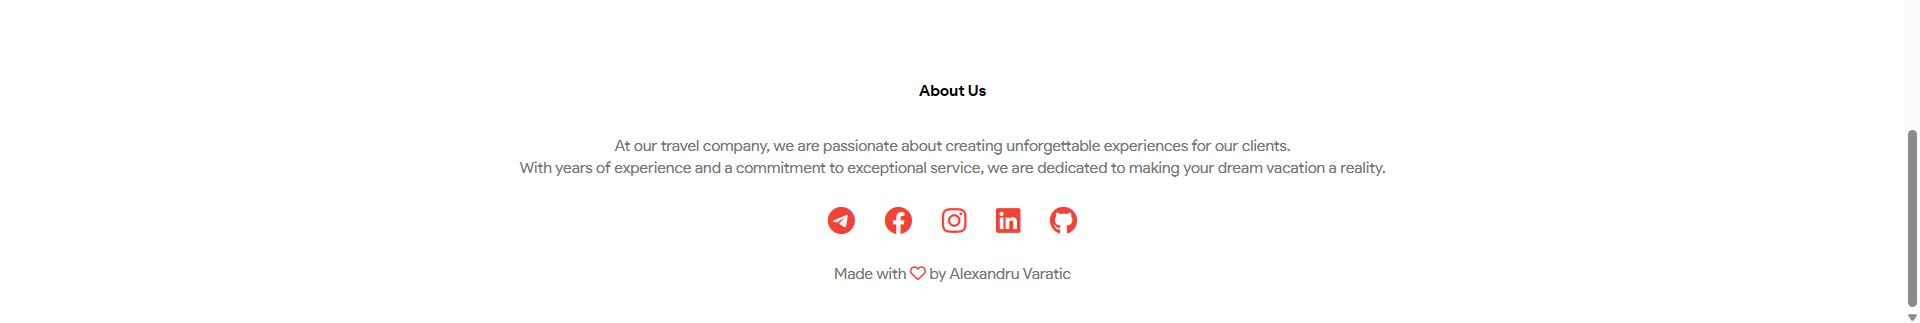 About Us
At our travel company, we are passionate about creating unforgettable experiences for our clients.
With years of experience and a commitment to exceptional service, we are dedicated to making your dream vacation a reality.
Made with ♡ by Alexandru Varatic